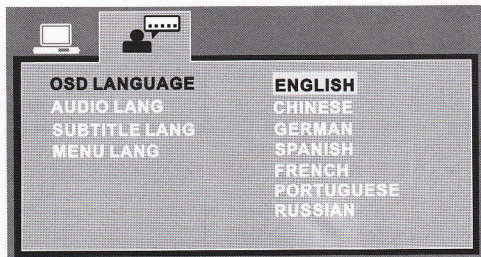 OSD LANGUAGE
AUDIO LANG
SUBTITLE LANG
MENU LANG
ENGLISH
CHINESE
GERMAN
SPANISH
FRENCH
PORTUGUESE
RUSSIAN